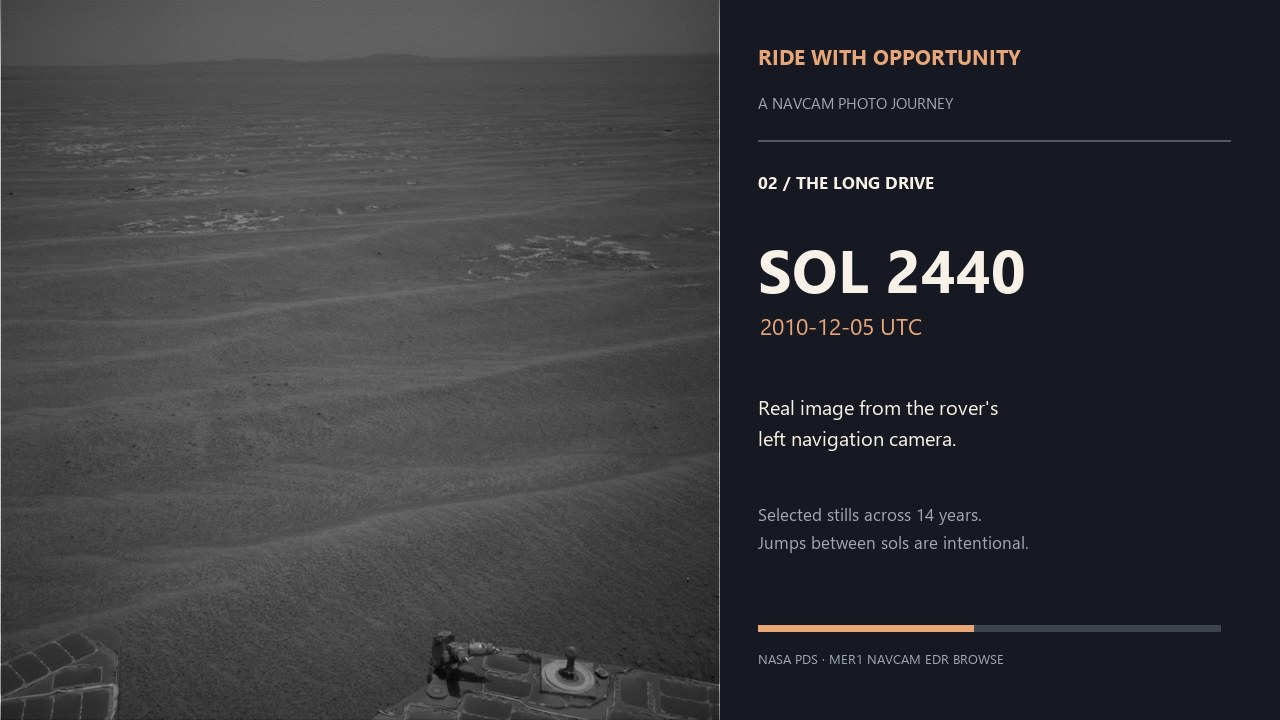 RIDE WITH OPPORTUNITY
A NAVCAM PHOTO JOURNEY
02 / THE LONG DRIVE
SOL 2440
2010-12-05 UTC
Real image from the rover's
left navigation camera.
Selected stills across 14 years.
Jumps between sols are intentional.
NASA PDS · MER1 NAVCAM EDR BROWSE